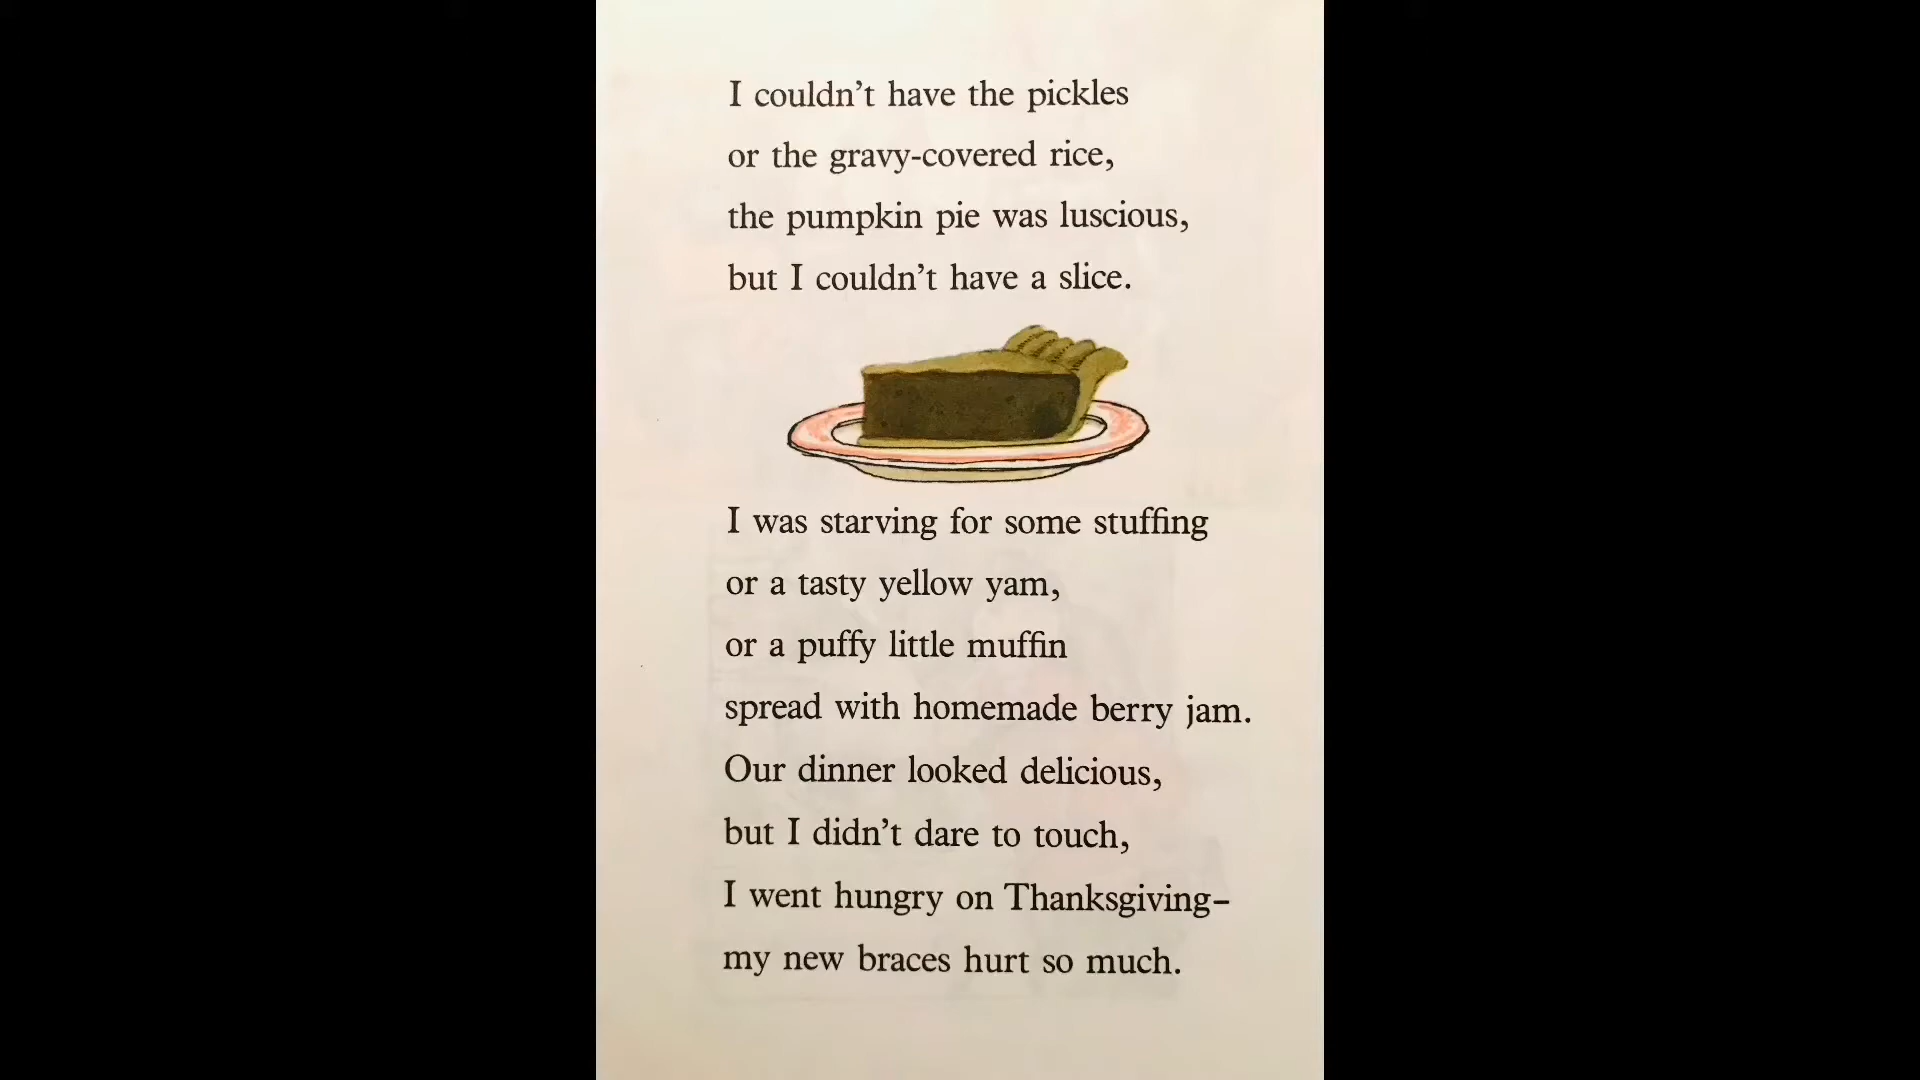 I couldn't have the pickles
or the gravy-covered rice,
the pumpkin pie was luscious,
but I couldn't have a slice.
I was starving for some stuffing
or a tasty yellow yam,
or a puffy little muffin
spread with homemade berry jam.
Our dinner looked delicious,
but I didn't dare to touch,
I went hungry on Thanksgiving–
my new braces hurt so much.